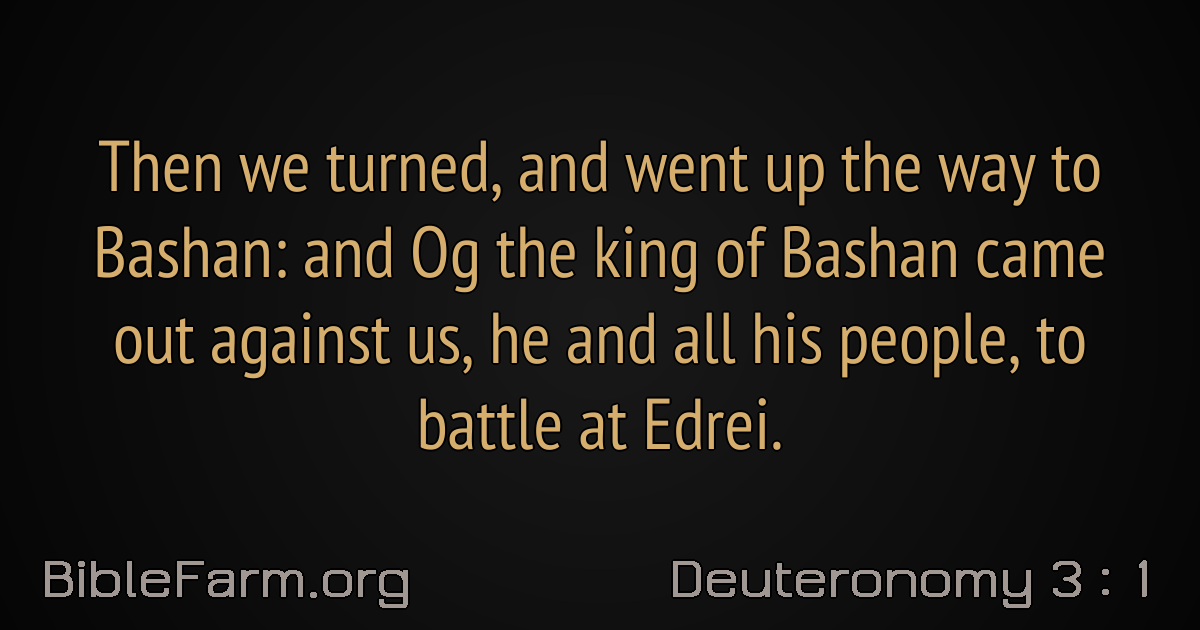 Then we turned, and went up the way to
Bashan: and Og the king of Bashan came
out against us, he and all his people, to
battle at Edrei.
BibleFarm.org
Deuteronomy 3 : 1